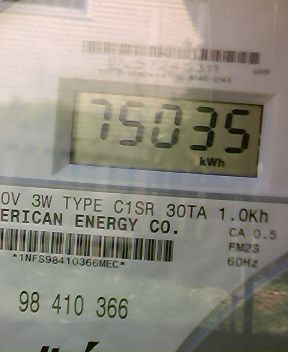 75035
kWh
0V 3W TYPE C1SR 30TA 1.0Kh
ERICAN ENERGY CO.
CA 0.5
FM2S
60Hz
*1NFS98410366MEC*
98 410 366